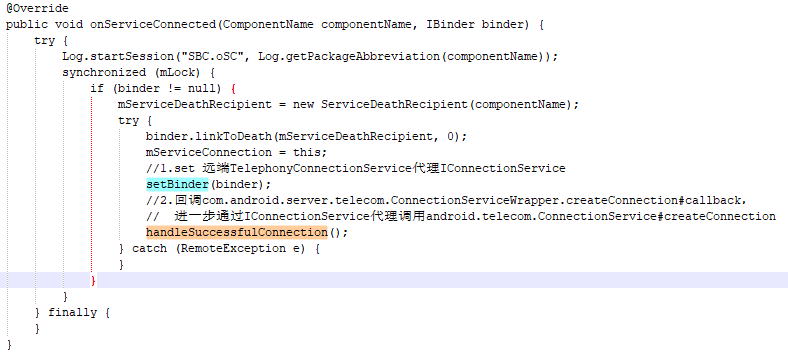 @Override
public void onServiceConnected(ComponentName componentName, IBinder binder) {
    try {
        Log.startSession("SBC.oSC", Log.getPackageAbbreviation(componentName));
        synchronized (mLock) {
            if (binder != null) {
                mServiceDeathRecipient = new ServiceDeathRecipient(componentName);
                try {
                    binder.linkToDeath(mServiceDeathRecipient, 0);
                    mServiceConnection = this;
                    //1.set 远端TelephonyConnectionService代理IConnectionService
                    setBinder(binder);
                    //2.回调com.android.server.telecom.ConnectionServiceWrapper.createConnection#callback,
                    //  进一步通过IConnectionService代理调用android.telecom.ConnectionService#createConnection
                    handleSuccessfulConnection();
                } catch (RemoteException e) {
                }
            }
        }
    } finally {
    }
}